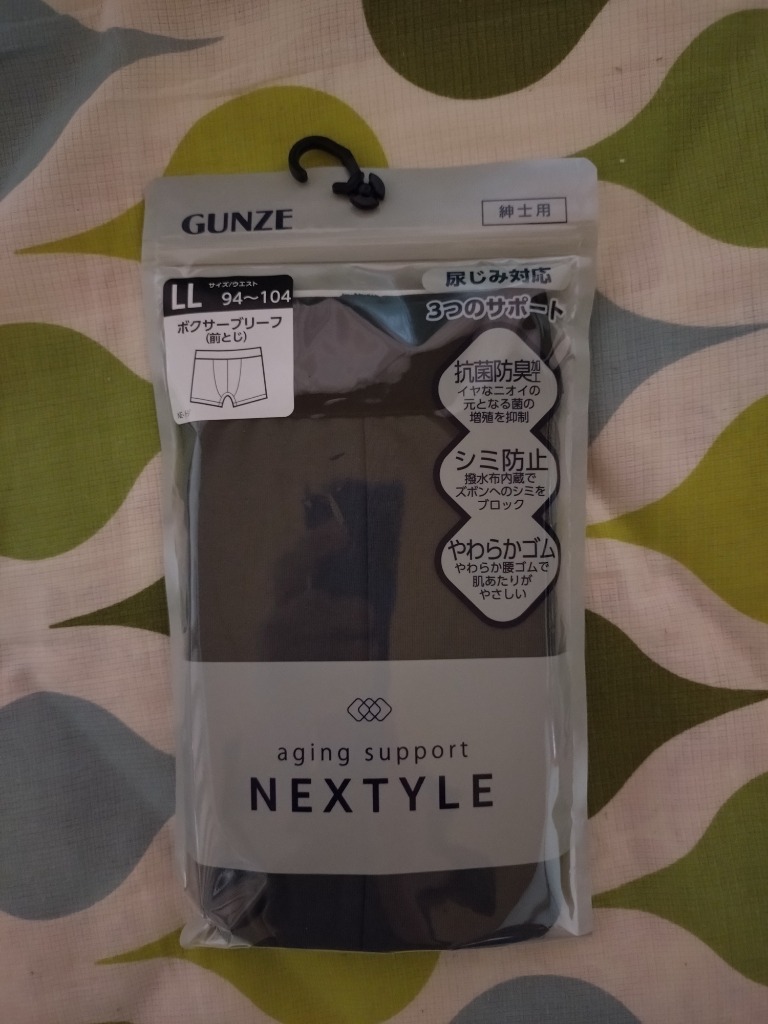 GUNZE
紳士用
LL サイズ/ウエスト 94〜104
ボクサーブリーフ
(前とじ)
尿じみ対応
3つのサポート
抗菌防臭加工
イヤなニオイの
元となる菌の
増殖を抑制
シミ防止
撥水布内蔵で
ズボンへのシミを
ブロック
やわらかゴム
やわらか腰ゴムで
肌あたりが
やさしい
aging support
NEXTYLE